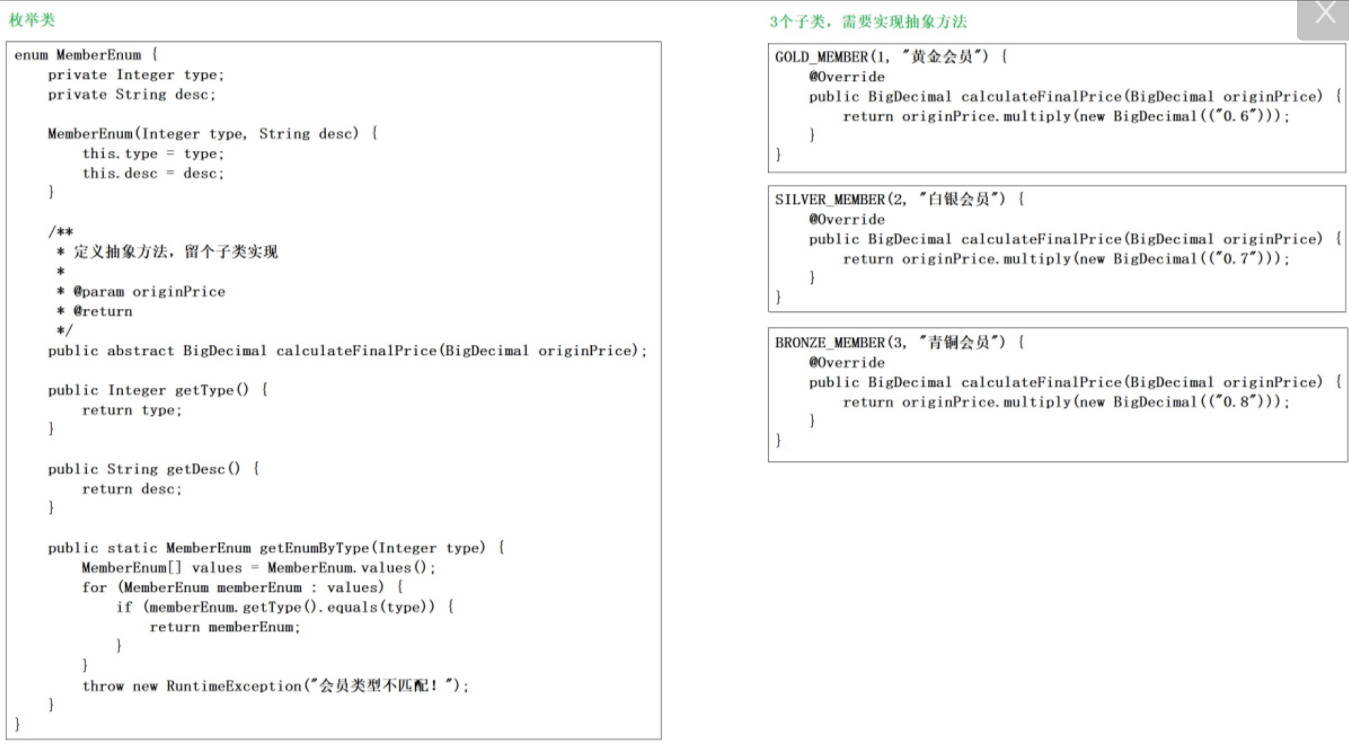 枚举类
enum MemberEnum {
    private Integer type;
    private String desc;

    MemberEnum(Integer type, String desc) {
        this.type = type;
        this.desc = desc;
    }

    /**
     * 定义抽象方法，留个子类实现
     *
     * @param originPrice
     * @return
     */
    public abstract BigDecimal calculateFinalPrice(BigDecimal originPrice);

    public Integer getType() {
        return type;
    }

    public String getDesc() {
        return desc;
    }

    public static MemberEnum getEnumByType(Integer type) {
        MemberEnum[] values = MemberEnum.values();
        for (MemberEnum memberEnum : values) {
            if (memberEnum.getType().equals(type)) {
                return memberEnum;
            }
        }
        throw new RuntimeException("会员类型不匹配！");
    }
}
3个子类，需要实现抽象方法
GOLD_MEMBER(1, "黄金会员") {
    @Override
    public BigDecimal calculateFinalPrice(BigDecimal originPrice) {
        return originPrice.multiply(new BigDecimal(("0.6")));
    }
}
SILVER_MEMBER(2, "白银会员") {
    @Override
    public BigDecimal calculateFinalPrice(BigDecimal originPrice) {
        return originPrice.multiply(new BigDecimal(("0.7")));
    }
}
BRONZE_MEMBER(3, "青铜会员") {
    @Override
    public BigDecimal calculateFinalPrice(BigDecimal originPrice) {
        return originPrice.multiply(new BigDecimal(("0.8")));
    }
}